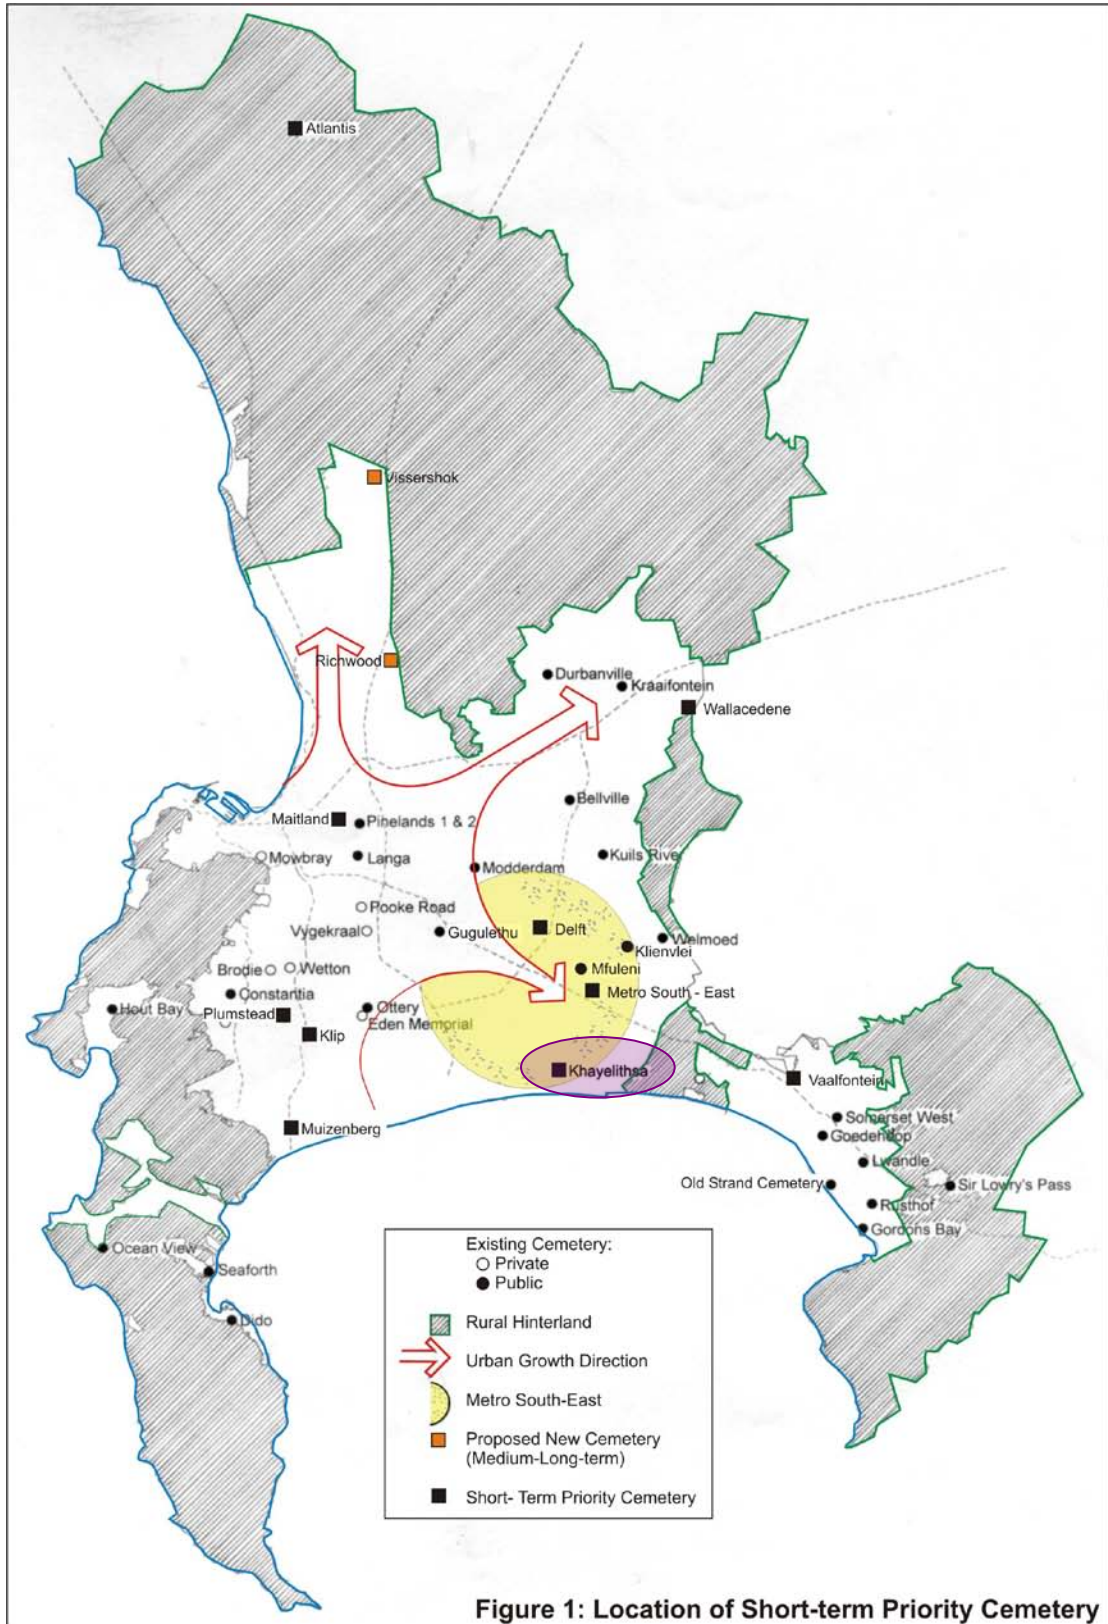 Atlantis
Vissershok
Richwood
Durbanville
Kraaifontein
Wallacedene
Bellville
Maitland
Pinelands 1 & 2
Mowbray
Langa
Modderdam
Kuils River
Pooke Road
Vygekraal
Gugulethu
Delft
Welmoed
Klienvlei
Brodie
Wetton
Mfuleni
Constantia
Metro South - East
Hout Bay
Plumstead
Ottery
Eden Memorial
Klip
Khayelithsa
Vaalfontein
Muizenberg
Somerset West
Goedehoop
Lwandle
Old Strand Cemetery
Sir Lowry's Pass
Rusthof
Gordons Bay
Ocean View
Seaforth
Dido
Existing Cemetery:
Private
Public
Rural Hinterland
Urban Growth Direction
Metro South-East
Proposed New Cemetery
(Medium-Long-term)
Short- Term Priority Cemetery
Figure 1: Location of Short-term Priority Cemetery